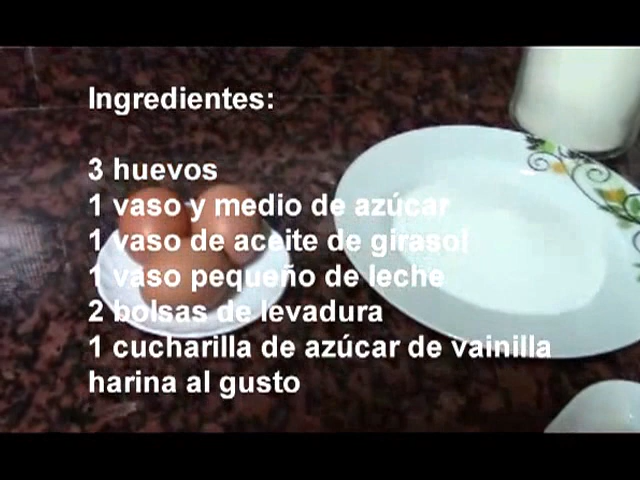 Ingredientes:
3 huevos
1 vaso y medio de azúcar
1 vaso de aceite de girasol
1 vaso pequeño de leche
2 bolsas de levadura
1 cucharilla de azúcar de vainilla
harina al gusto